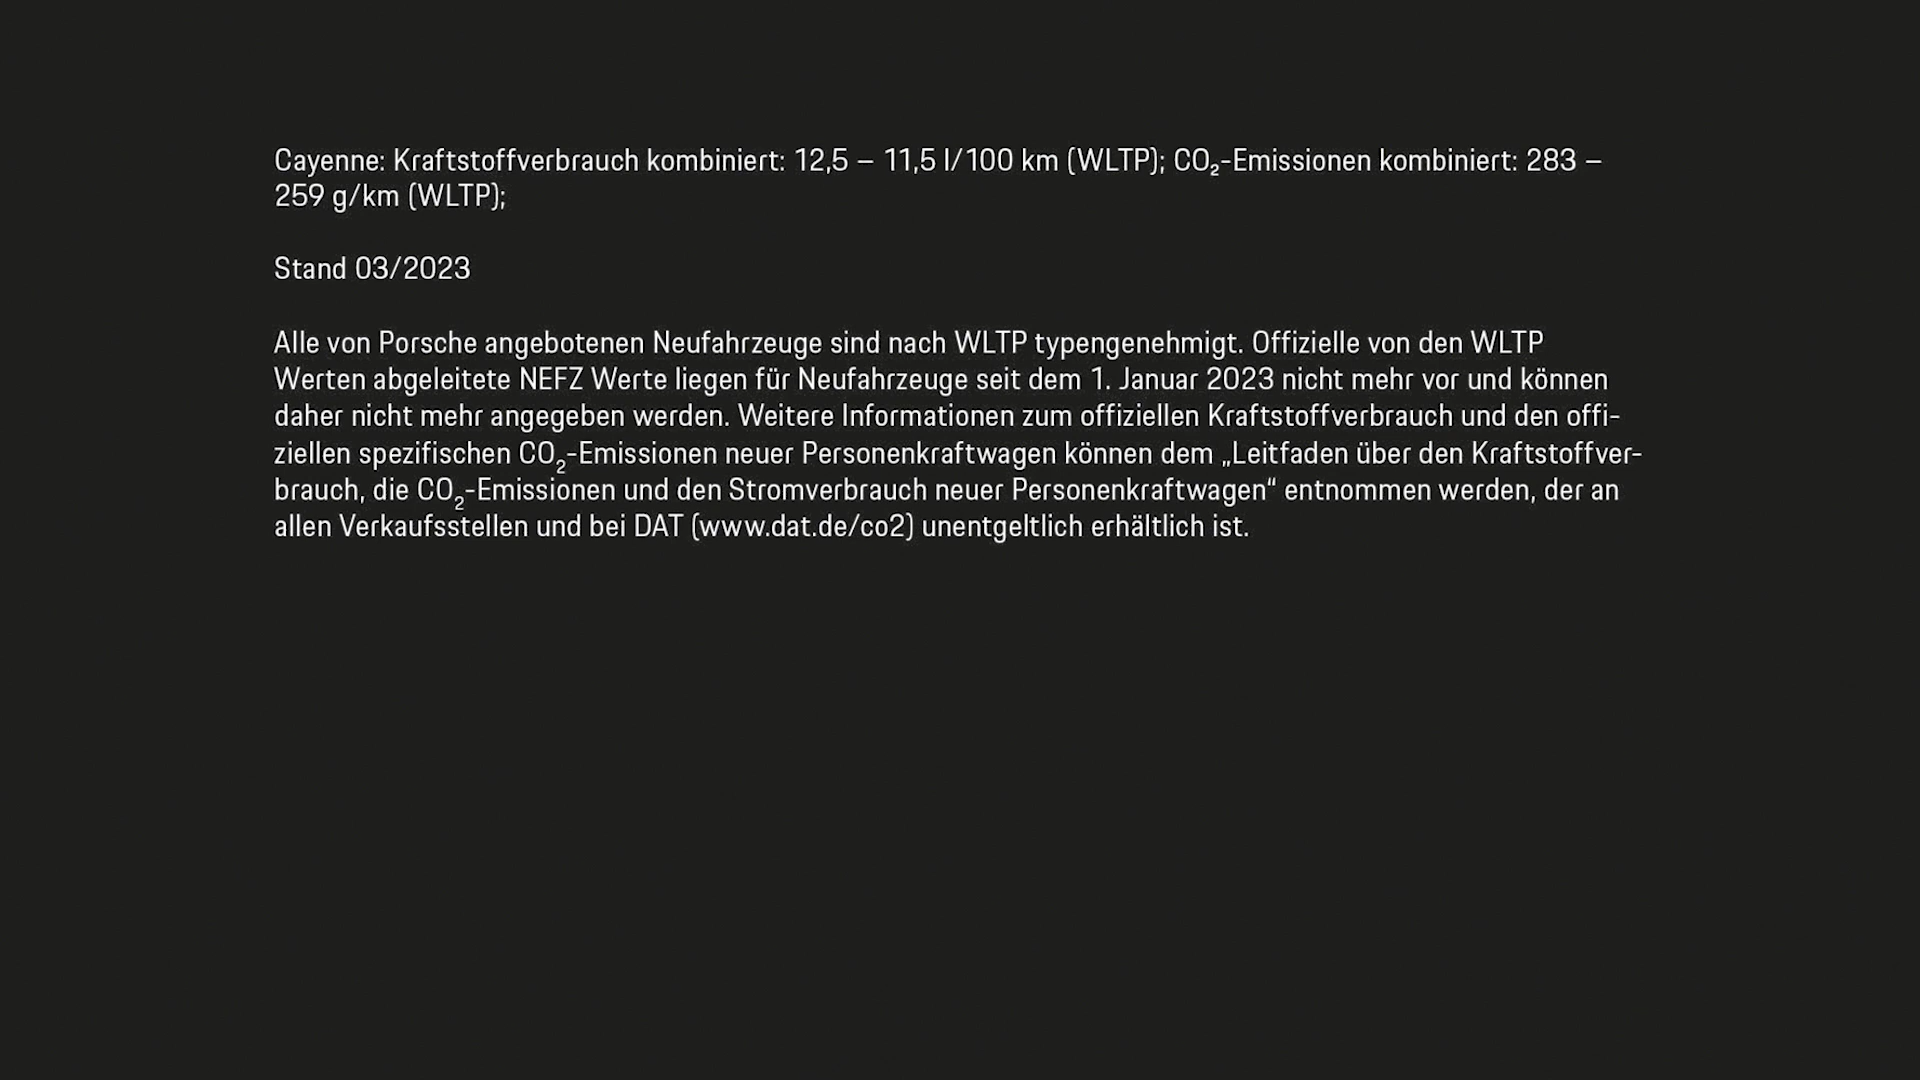 Cayenne: Kraftstoffverbrauch kombiniert: 12,5 – 11,5 l/100 km (WLTP); CO₂-Emissionen kombiniert: 283 –
259 g/km (WLTP);
Stand 03/2023
Alle von Porsche angebotenen Neufahrzeuge sind nach WLTP typengenehmigt. Offizielle von den WLTP
Werten abgeleitete NEFZ Werte liegen für Neufahrzeuge seit dem 1. Januar 2023 nicht mehr vor und können
daher nicht mehr angegeben werden. Weitere Informationen zum offiziellen Kraftstoffverbrauch und den offi-
ziellen spezifischen CO₂-Emissionen neuer Personenkraftwagen können dem „Leitfaden über den Kraftstoffver-
brauch, die CO₂-Emissionen und den Stromverbrauch neuer Personenkraftwagen“ entnommen werden, der an
allen Verkaufsstellen und bei DAT (www.dat.de/co2) unentgeltlich erhältlich ist.